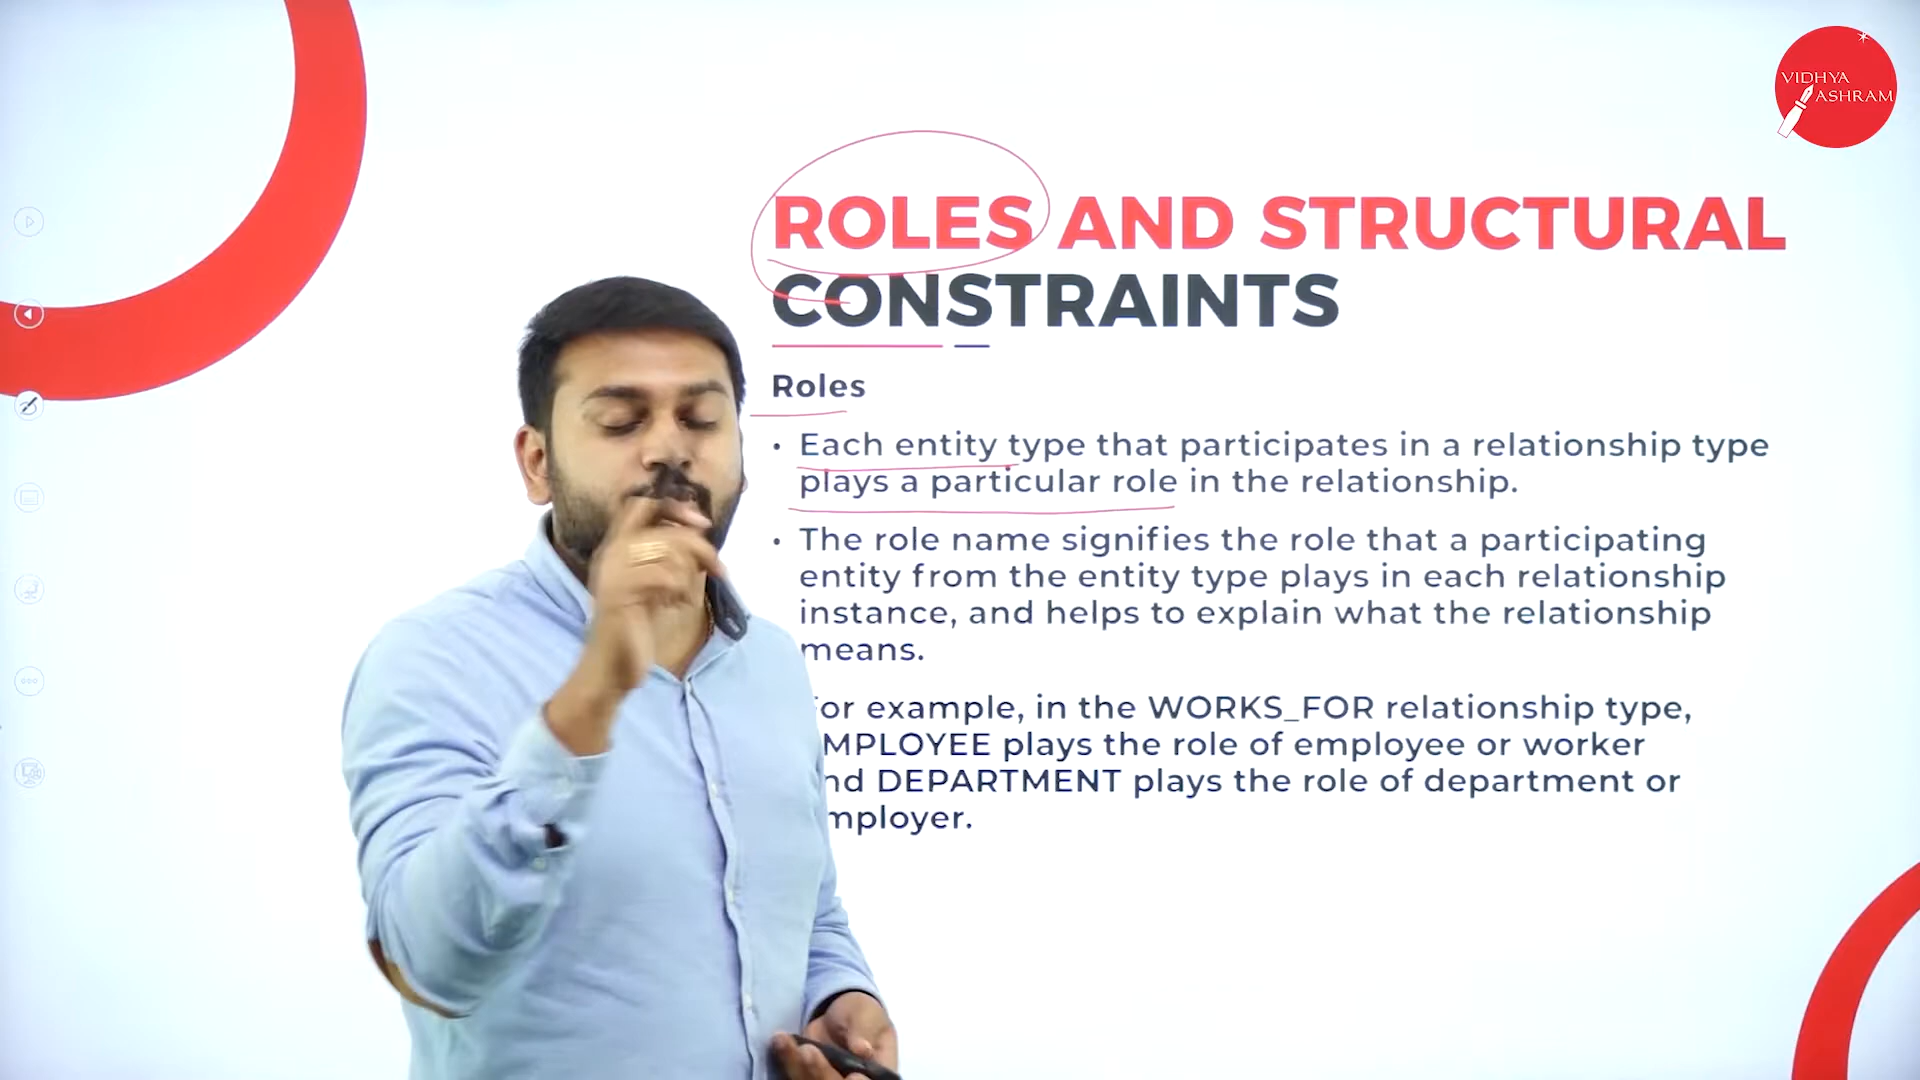 VIDHYA
ASHRAM
ROLES AND STRUCTURAL
CONSTRAINTS
Roles
• Each entity type that participates in a relationship type
plays a particular role in the relationship.
• The role name signifies the role that a participating
entity from the entity type plays in each relationship
instance, and helps to explain what the relationship
means.
or example, in the WORKS_FOR relationship type,
MPLOYEE plays the role of employee or worker
nd DEPARTMENT plays the role of department or
mployer.